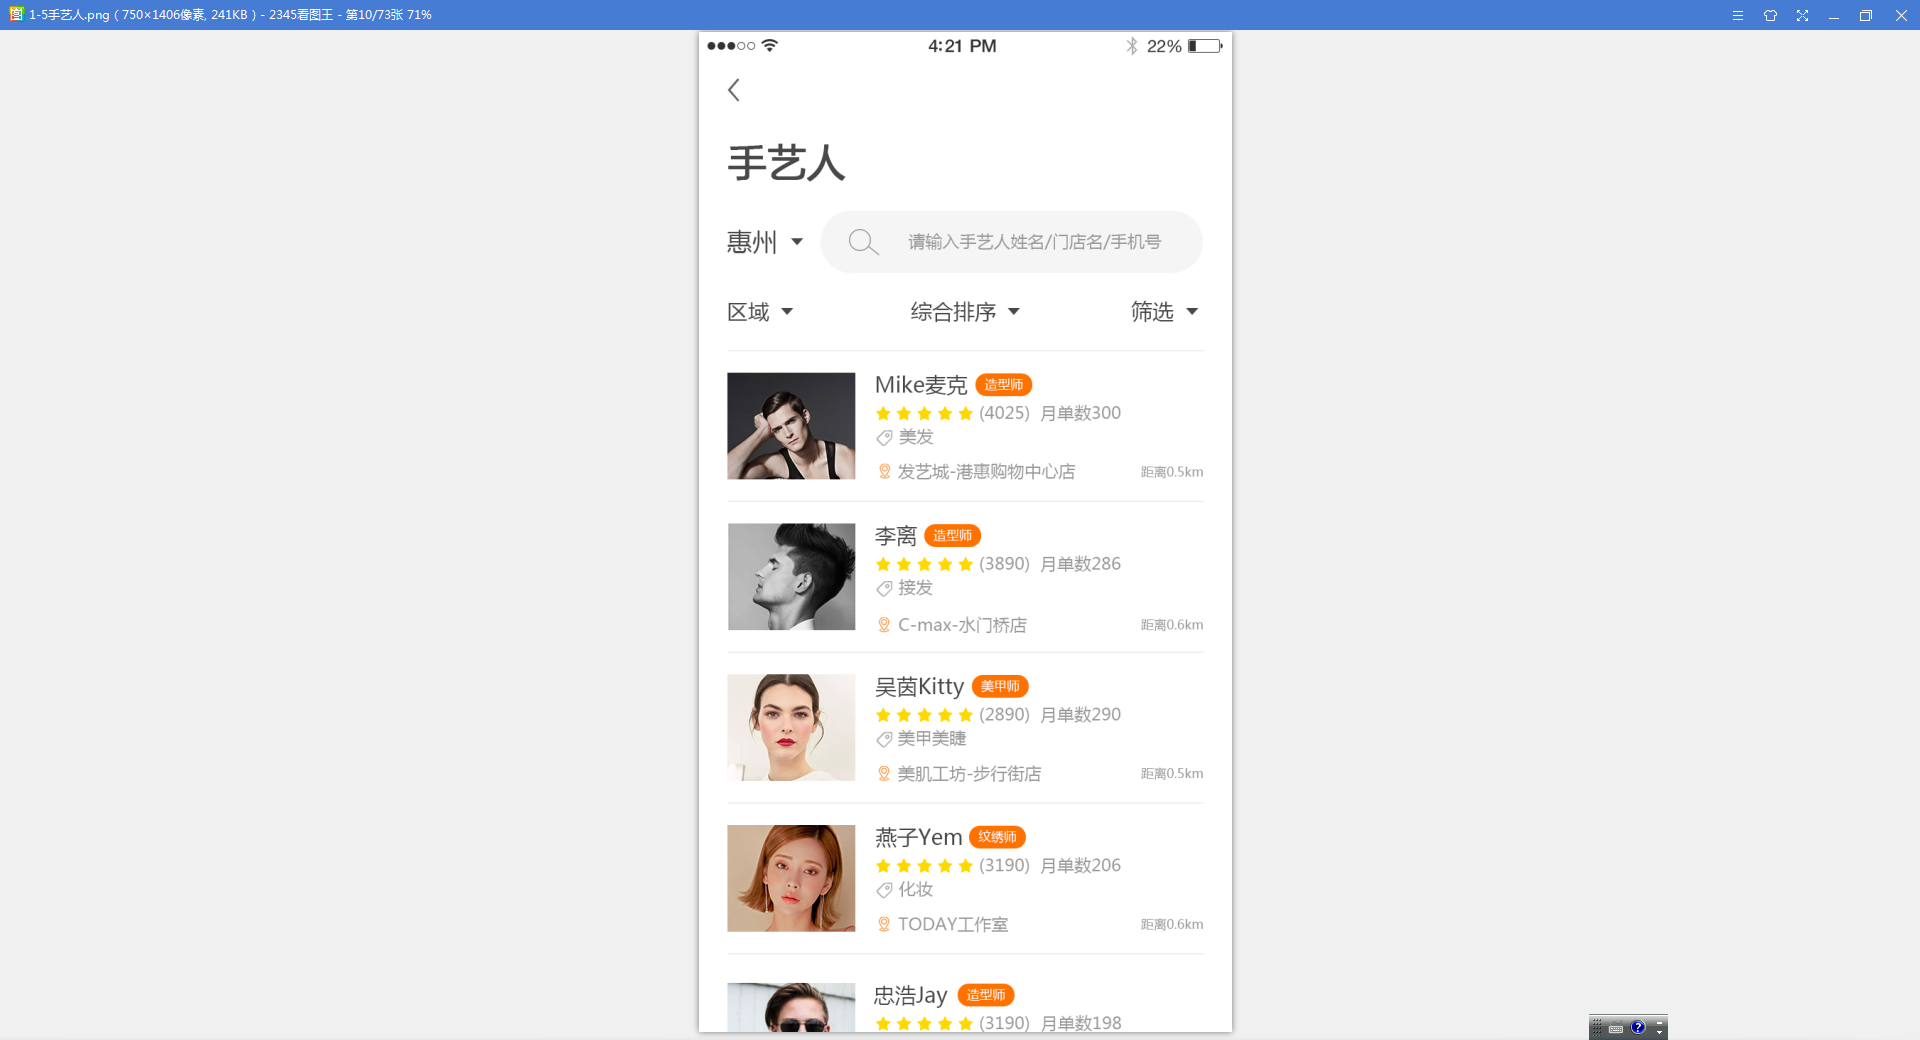 1-5手艺人.png ( 750×1406像素, 241KB ) - 2345看图王 - 第10/73张 71%
4:21 PM
22%
手艺人
惠州
请输入手艺人姓名/门店名/手机号
区域
综合排序
筛选
Mike麦克 造型师
(4025) 月单数300
美发
发艺城-港惠购物中心店 距离0.5km
李离 造型师
(3890) 月单数286
接发
C-max-水门桥店 距离0.6km
吴茵Kitty 美甲师
(2890) 月单数290
美甲美睫
美肌工坊-步行街店 距离0.5km
燕子Yem 纹绣师
(3190) 月单数206
化妆
TODAY工作室 距离0.6km
忠浩Jay 造型师
(3190) 月单数198